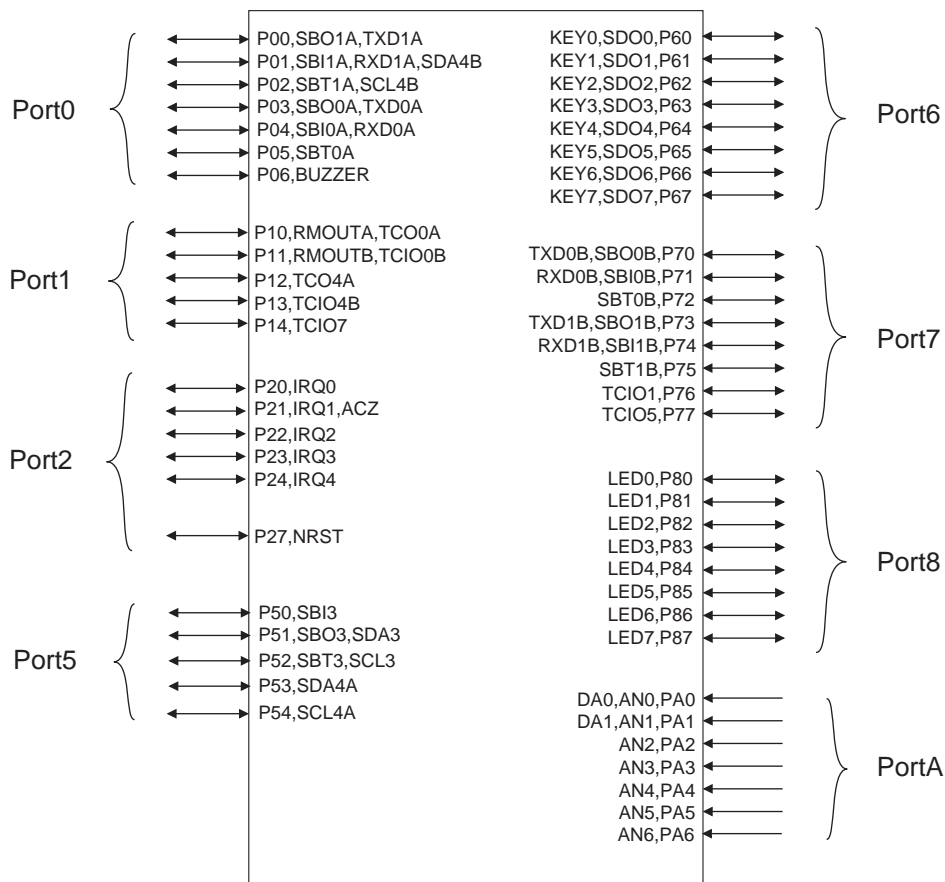 Port0
P00,SBO1A,TXD1A
P01,SBI1A,RXD1A,SDA4B
P02,SBT1A,SCL4B
P03,SBO0A,TXD0A
P04,SBI0A,RXD0A
P05,SBT0A
P06,BUZZER
Port1
P10,RMOUTA,TCO0A
P11,RMOUTB,TCIO0B
P12,TCO4A
P13,TCIO4B
P14,TCIO7
Port2
P20,IRQ0
P21,IRQ1,ACZ
P22,IRQ2
P23,IRQ3
P24,IRQ4
P27,NRST
Port5
P50,SBI3
P51,SBO3,SDA3
P52,SBT3,SCL3
P53,SDA4A
P54,SCL4A
KEY0,SDO0,P60
KEY1,SDO1,P61
KEY2,SDO2,P62
KEY3,SDO3,P63
KEY4,SDO4,P64
KEY5,SDO5,P65
KEY6,SDO6,P66
KEY7,SDO7,P67
Port6
TXD0B,SBO0B,P70
RXD0B,SBI0B,P71
SBT0B,P72
TXD1B,SBO1B,P73
RXD1B,SBI1B,P74
SBT1B,P75
TCIO1,P76
TCIO5,P77
Port7
LED0,P80
LED1,P81
LED2,P82
LED3,P83
LED4,P84
LED5,P85
LED6,P86
LED7,P87
Port8
DA0,AN0,PA0
DA1,AN1,PA1
AN2,PA2
AN3,PA3
AN4,PA4
AN5,PA5
AN6,PA6
PortA